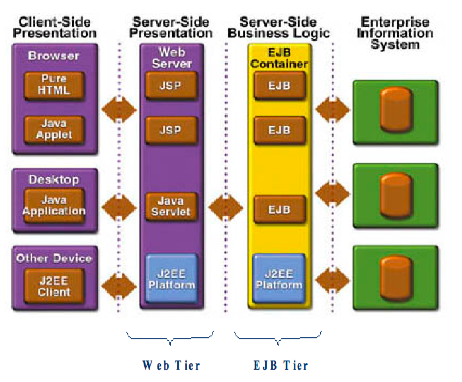 Client-Side
Presentation
Server-Side
Presentation
Server-Side
Business Logic
Enterprise
Information
System
Browser
Pure
HTML
Java
Applet
Desktop
Java
Application
Other Device
J2EE
Client
Web
Server
JSP
JSP
Java
Servlet
J2EE
Platform
EJB
Container
EJB
EJB
EJB
J2EE
Platform
Web Tier
EJB Tier